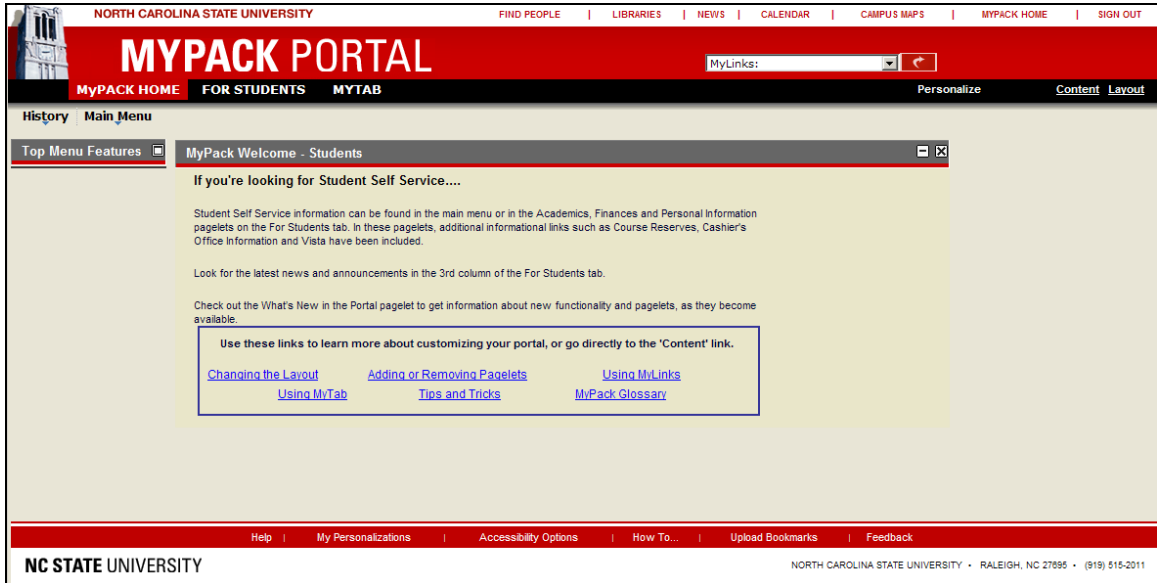 NORTH CAROLINA STATE UNIVERSITY
FIND PEOPLE | LIBRARIES | NEWS | CALENDAR | CAMPUS MAPS | MYPACK HOME | SIGN OUT
MYPACK PORTAL
MyLinks:
MyPACK HOME FOR STUDENTS MYTAB
Personalize Content Layout
History Main Menu
Top Menu Features
MyPack Welcome - Students
If you're looking for Student Self Service....
Student Self Service information can be found in the main menu or in the Academics, Finances and Personal Information
pagelets on the For Students tab. In these pagelets, additional informational links such as Course Reserves, Cashier's
Office Information and Vista have been included.
Look for the latest news and announcements in the 3rd column of the For Students tab.
Check out the What's New in the Portal pagelet to get information about new functionality and pagelets, as they become
available.
Use these links to learn more about customizing your portal, or go directly to the 'Content' link.
Changing the Layout Adding or Removing Pagelets Using MyLinks
Using MyTab Tips and Tricks MyPack Glossary
Help | My Personalizations | Accessibility Options | How To... | Upload Bookmarks | Feedback
NC STATE UNIVERSITY
NORTH CAROLINA STATE UNIVERSITY • RALEIGH, NC 27695 • (919) 515-2011